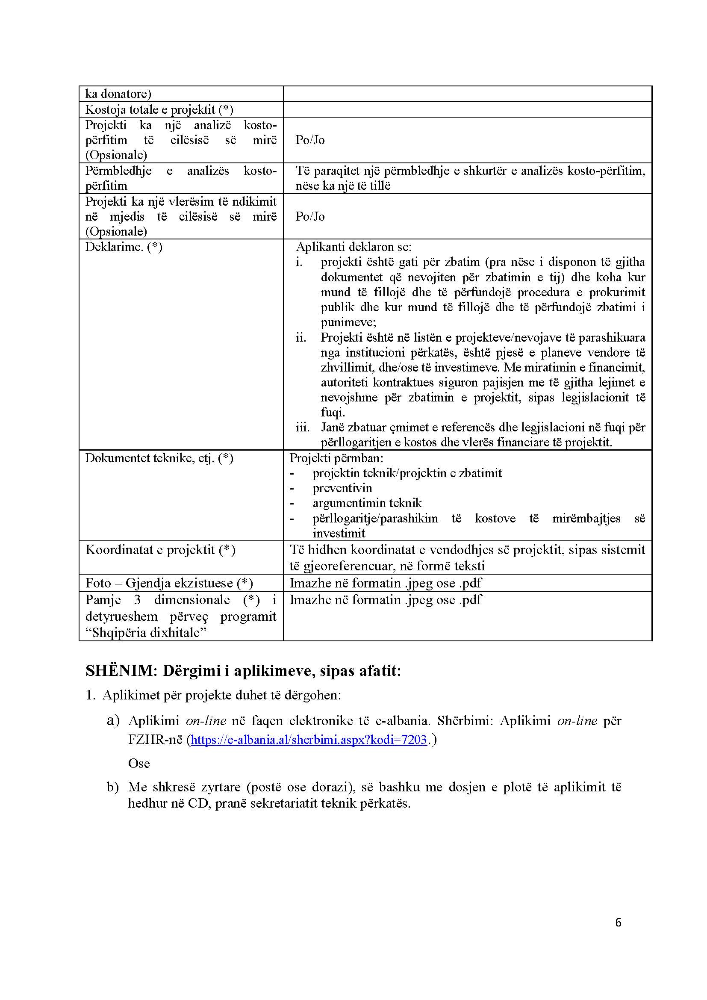 ka donatore)
Kostoja totale e projektit (*)
Projekti ka një analizë kosto-
përfitim të cilësisë së mirë
(Opsionale)
Po/Jo
Përmbledhje e analizës kosto-
përfitim
Të paraqitet një përmbledhje e shkurtër e analizës kosto-përfitim,
nëse ka një të tillë
Projekti ka një vlerësim të ndikimit
në mjedis të cilësisë së mirë
(Opsionale)
Po/Jo
Deklarime. (*)
Aplikanti deklaron se:
i. projekti është gati për zbatim (pra nëse i disponon të gjitha
dokumentet që nevojiten për zbatimin e tij) dhe koha kur
mund të fillojë dhe të përfundojë procedura e prokurimit
publik dhe kur mund të fillojë dhe të përfundojë zbatimi i
punimeve;
ii. Projekti është në listën e projekteve/nevojave të parashikuara
nga institucioni përkatës, është pjesë e planeve vendore të
zhvillimit, dhe/ose të investimeve. Me miratimin e financimit,
autoriteti kontraktues siguron pajisjen me të gjitha lejimet e
nevojshme për zbatimin e projektit, sipas legjislacionit të
fuqi.
iii. Janë zbatuar çmimet e referencës dhe legjislacioni në fuqi për
përllogaritjen e kostos dhe vlerës financiare të projektit.
Dokumentet teknike, etj. (*)
Projekti përmban:
- projektin teknik/projektin e zbatimit
- preventivin
- argumentimin teknik
- përllogaritje/parashikim të kostove të mirëmbajtjes së
investimit
Koordinatat e projektit (*)
Të hidhen koordinatat e vendodhjes së projektit, sipas sistemit
të gjeoreferencuar, në formë teksti
Foto – Gjendja ekzistuese (*)
Imazhe në formatin .jpeg ose .pdf
Pamje 3 dimensionale (*) i
detyrueshem përveç programit
“Shqipëria dixhitale”
Imazhe në formatin .jpeg ose .pdf
SHËNIM: Dërgimi i aplikimeve, sipas afatit:
1. Aplikimet për projekte duhet të dërgohen:
a) Aplikimi on-line në faqen elektronike të e-albania. Shërbimi: Aplikimi on-line për
FZHR-në (https://e-albania.al/sherbimi.aspx?kodi=7203.)
Ose
b) Me shkresë zyrtare (postë ose dorazi), së bashku me dosjen e plotë të aplikimit të
hedhur në CD, pranë sekretariatit teknik përkatës.
6